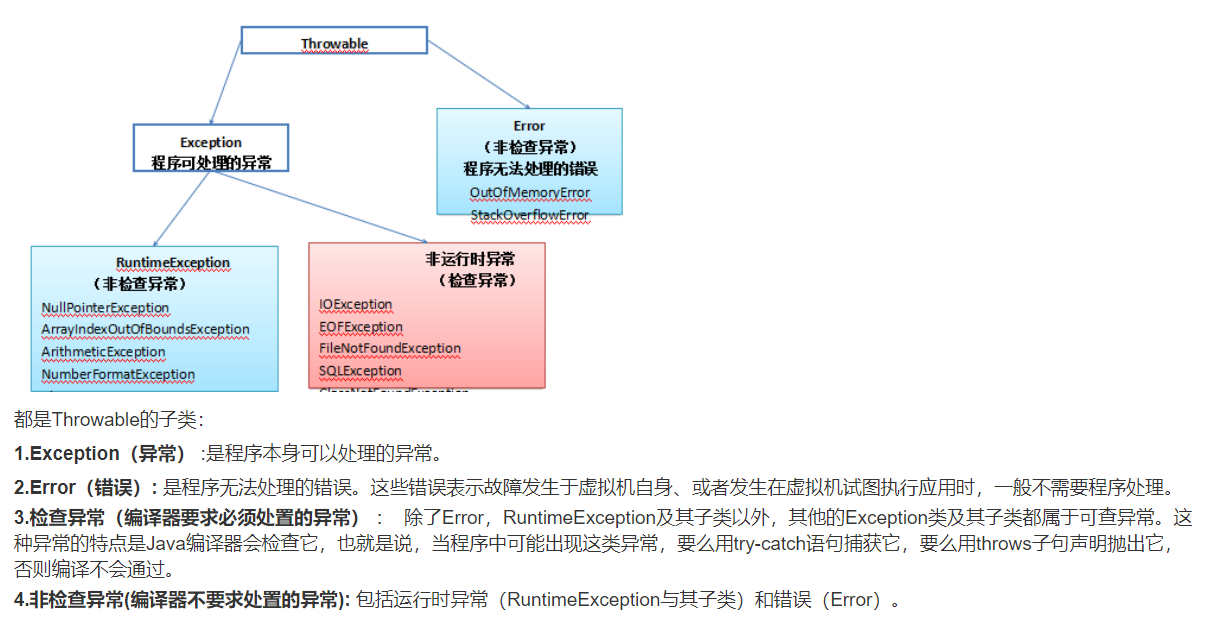 Throwable
Exception
程序可处理的异常
Error
（非检查异常）
程序无法处理的错误
OutOfMemoryError
StackOverflowError
RuntimeException
（非检查异常）
NullPointerException
ArrayIndexOutOfBoundsException
ArithmeticException
NumberFormatException
非运行时异常
（检查异常）
IOException
EOFException
FileNotFoundException
SQLException
ClassNotFoundException
都是Throwable的子类：
1.Exception（异常） :是程序本身可以处理的异常。
2.Error（错误）: 是程序无法处理的错误。这些错误表示故障发生于虚拟机自身、或者发生在虚拟机试图执行应用时，一般不需要程序处理。
3.检查异常（编译器要求必须处置的异常） ： 除了Error，RuntimeException及其子类以外，其他的Exception类及其子类都属于可查异常。这
种异常的特点是Java编译器会检查它，也就是说，当程序中可能出现这类异常，要么用try-catch语句捕获它，要么用throws子句声明抛出它，
否则编译不会通过。
4.非检查异常(编译器不要求处置的异常): 包括运行时异常（RuntimeException与其子类）和错误（Error）。